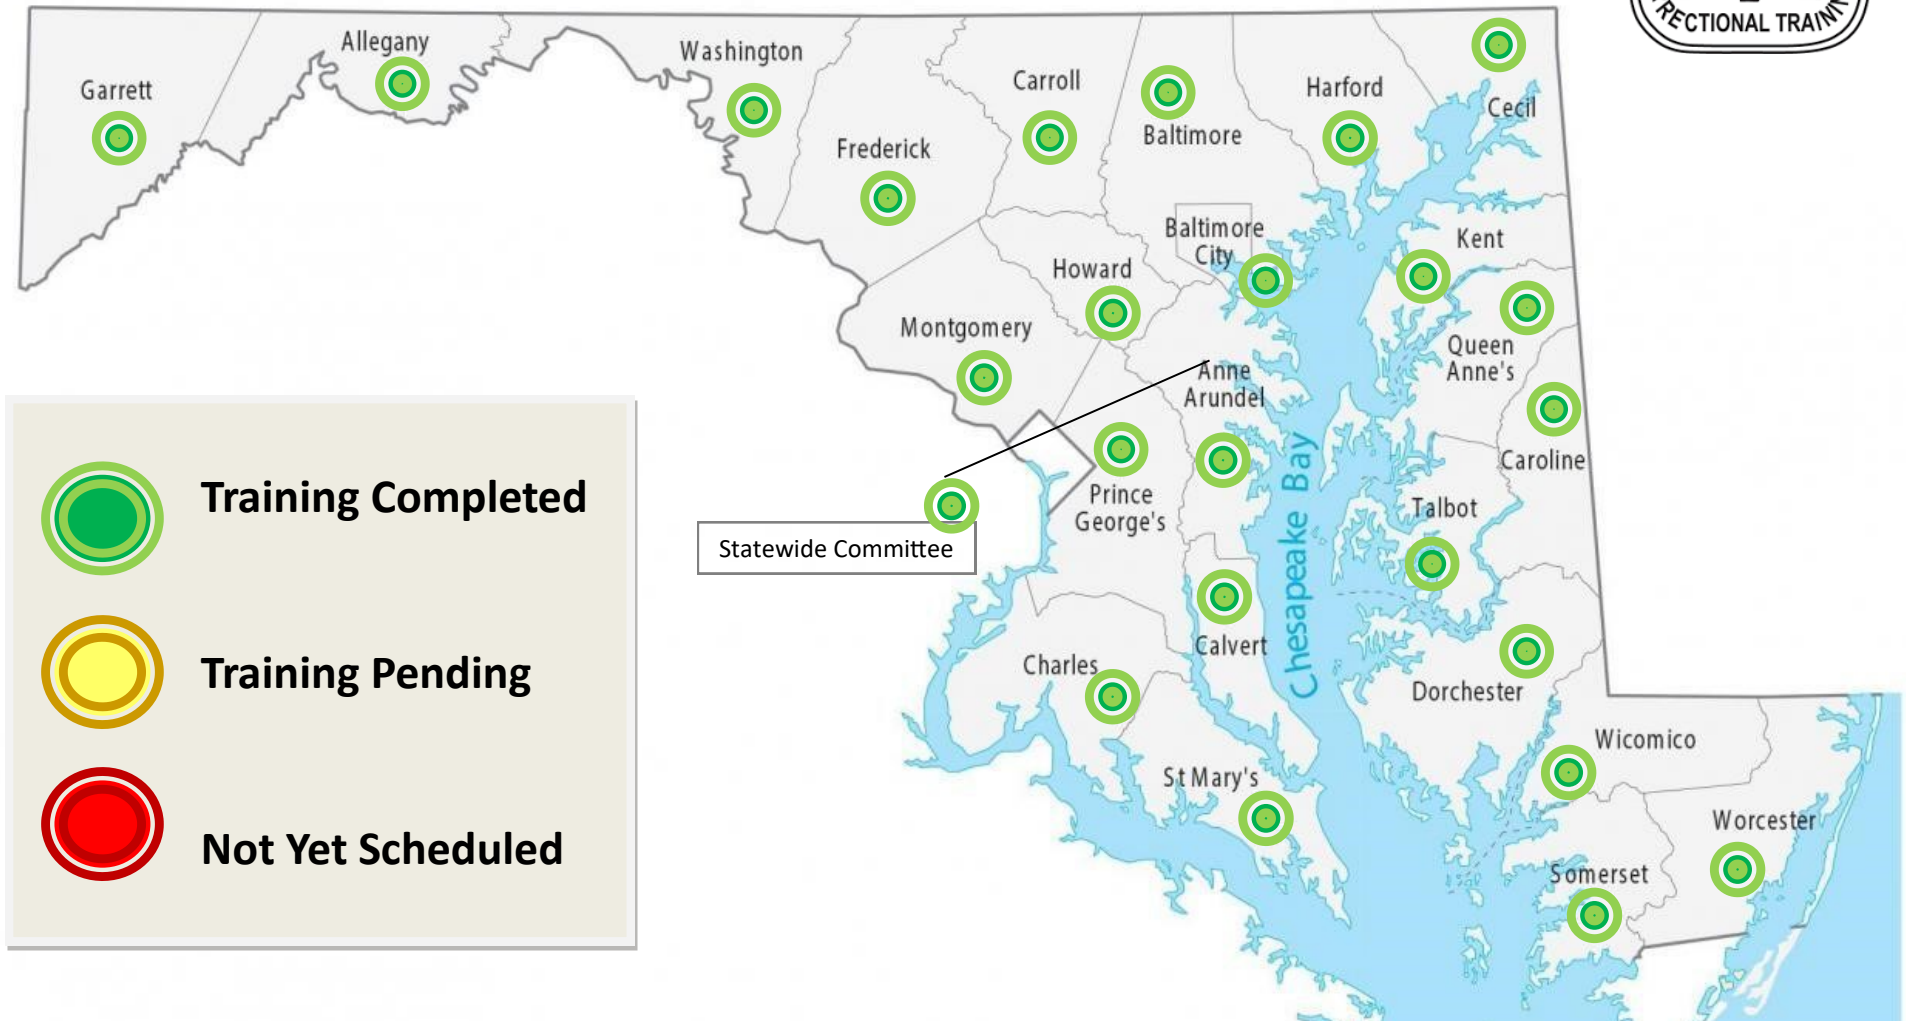 RECTIONAL TRAININ
Allegany
Washington
Garrett
Carroll
Harford
Cecil
Baltimore
Frederick
Baltimore
City
Kent
Howard
Montgomery
Queen
Anne's
Anne
Arundel
Caroline
Prince
George's
Talbot
Chesapeake Bay
Statewide Committee
Calvert
Charles
Dorchester
Wicomico
St Mary's
Worcester
Somerset
Training Completed
Training Pending
Not Yet Scheduled